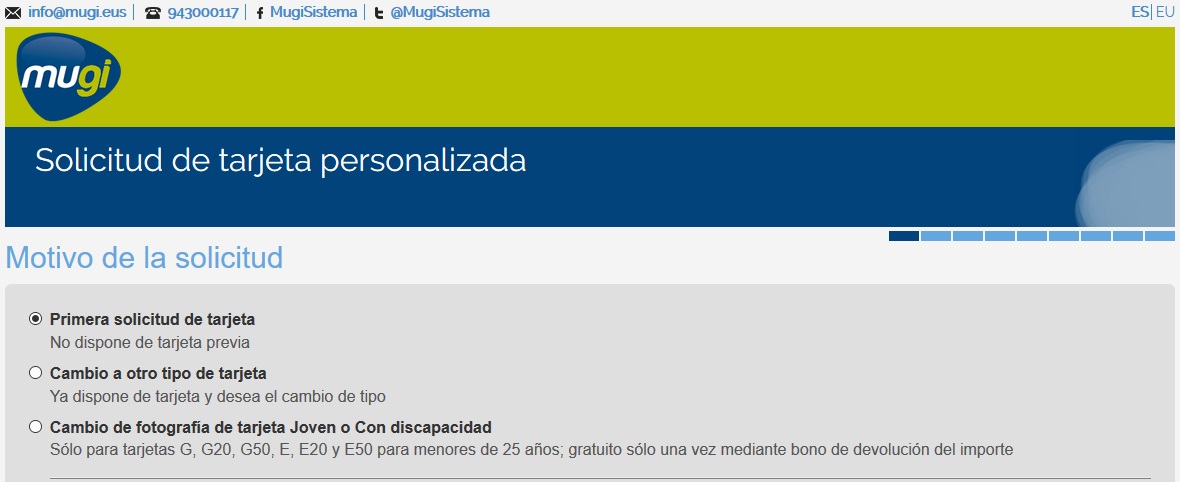 info@mugi.eus | 943000117 | MugiSistema | @MugiSistema ES| EU
mugi
Solicitud de tarjeta personalizada
Motivo de la solicitud
Primera solicitud de tarjeta
No dispone de tarjeta previa
Cambio a otro tipo de tarjeta
Ya dispone de tarjeta y desea el cambio de tipo
Cambio de fotografía de tarjeta Joven o Con discapacidad
Sólo para tarjetas G, G20, G50, E, E20 y E50 para menores de 25 años; gratuito sólo una vez mediante bono de devolución del importe